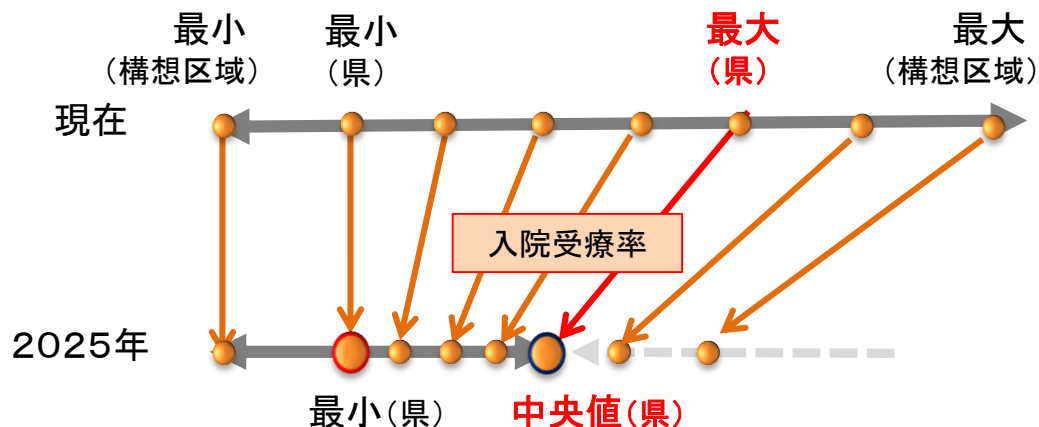 最小
（構想区域）
最小
（県）
最大
（県）
最大
（構想区域）
現在
入院受療率
２０２５年
最小（県）
中央値（県）